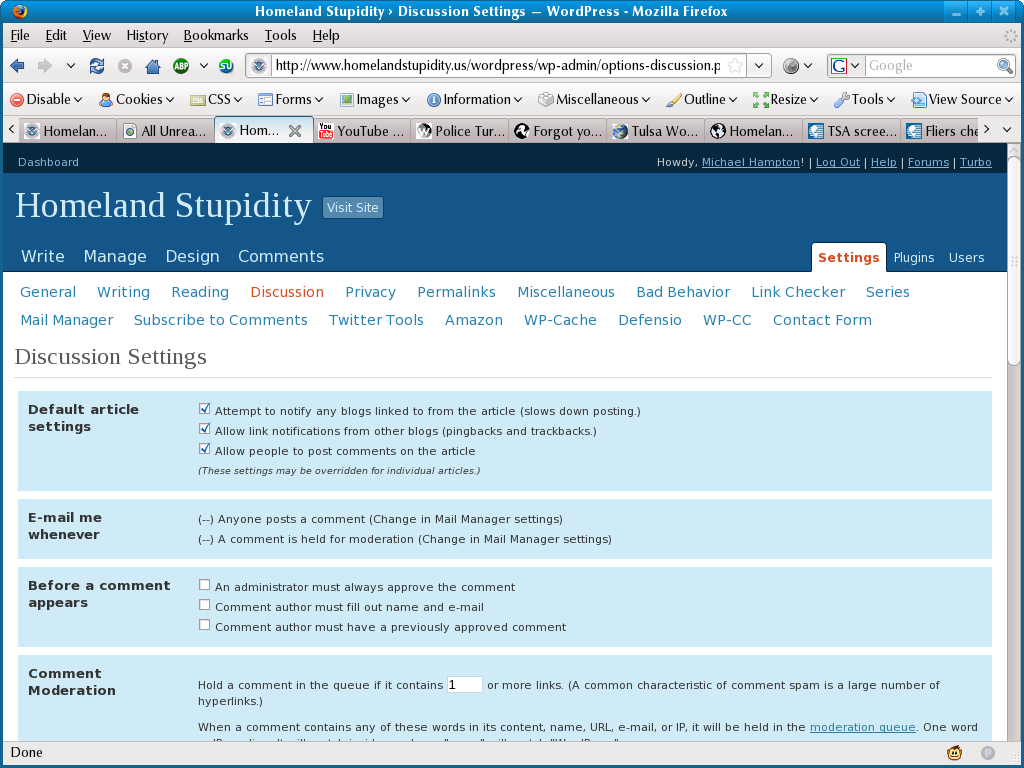 Homeland Stupidity › Discussion Settings — WordPress - Mozilla Firefox
File Edit View History Bookmarks Tools Help
ABP http://www.homelandstupidity.us/wordpress/wp-admin/options-discussion.p G Google
Disable Cookies CSS Forms Images Information Miscellaneous Outline Resize Tools View Source
Homelan... All Unrea... Hom... YouTube ... Police Tur... Forgot yo... Tulsa Wo... Homelan... TSA scree... Fliers che
Dashboard Howdy, Michael Hampton! | Log Out | Help | Forums | Turbo
Homeland Stupidity Visit Site
Write Manage Design Comments Settings Plugins Users
General Writing Reading Discussion Privacy Permalinks Miscellaneous Bad Behavior Link Checker Series
Mail Manager Subscribe to Comments Twitter Tools Amazon WP-Cache Defensio WP-CC Contact Form
Discussion Settings
Default article settings
Attempt to notify any blogs linked to from the article (slows down posting.)
Allow link notifications from other blogs (pingbacks and trackbacks.)
Allow people to post comments on the article
(These settings may be overridden for individual articles.)
E-mail me whenever
(--) Anyone posts a comment (Change in Mail Manager settings)
(--) A comment is held for moderation (Change in Mail Manager settings)
Before a comment appears
An administrator must always approve the comment
Comment author must fill out name and e-mail
Comment author must have a previously approved comment
Comment Moderation
Hold a comment in the queue if it contains 1 or more links. (A common characteristic of comment spam is a large number of
hyperlinks.)
When a comment contains any of these words in its content, name, URL, e-mail, or IP, it will be held in the moderation queue. One word
Done